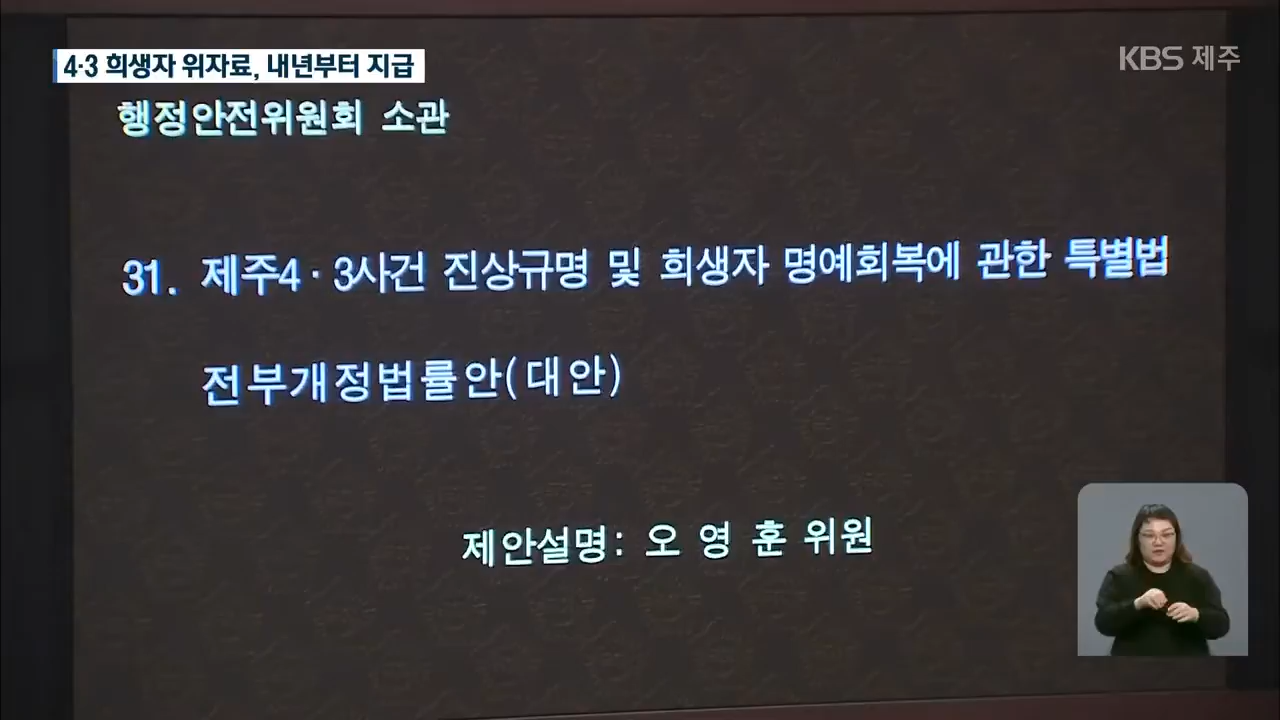 4·3 희생자 위자료, 내년부터 지급
KBS 제주
행정안전위원회 소관
31. 제주4·3사건 진상규명 및 희생자 명예회복에 관한 특별법
전부개정법률안(대안)
제안설명: 오 영 훈 위원